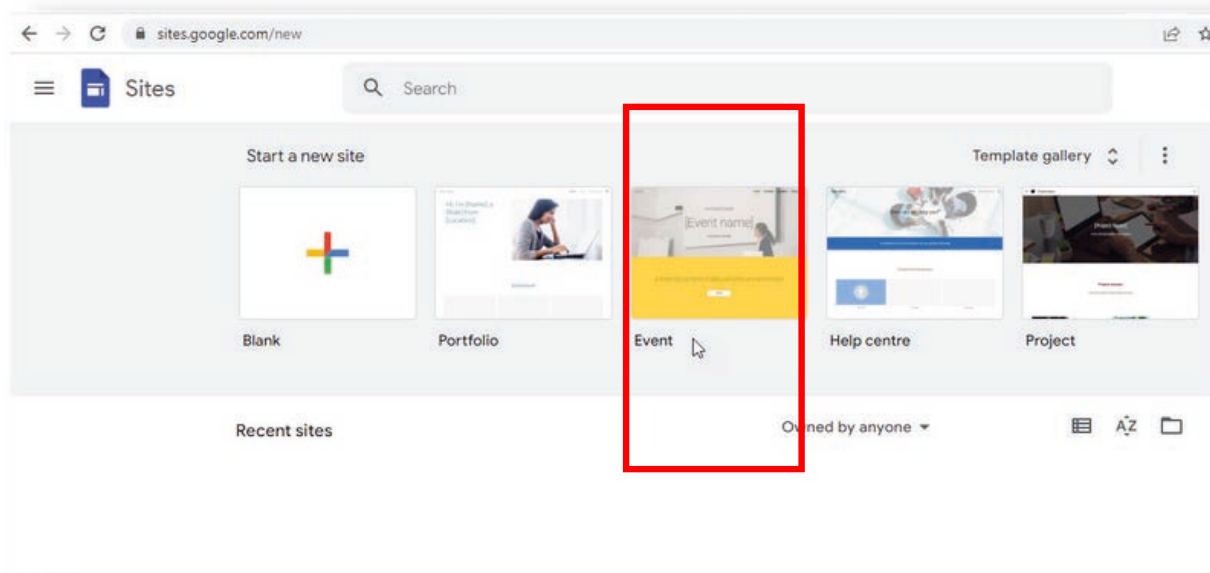 sites.google.com/new
Sites
Search
Start a new site
Template gallery
[Event name]
Blank
Portfolio
Event
Help centre
Project
Recent sites
Owned by anyone
AZ